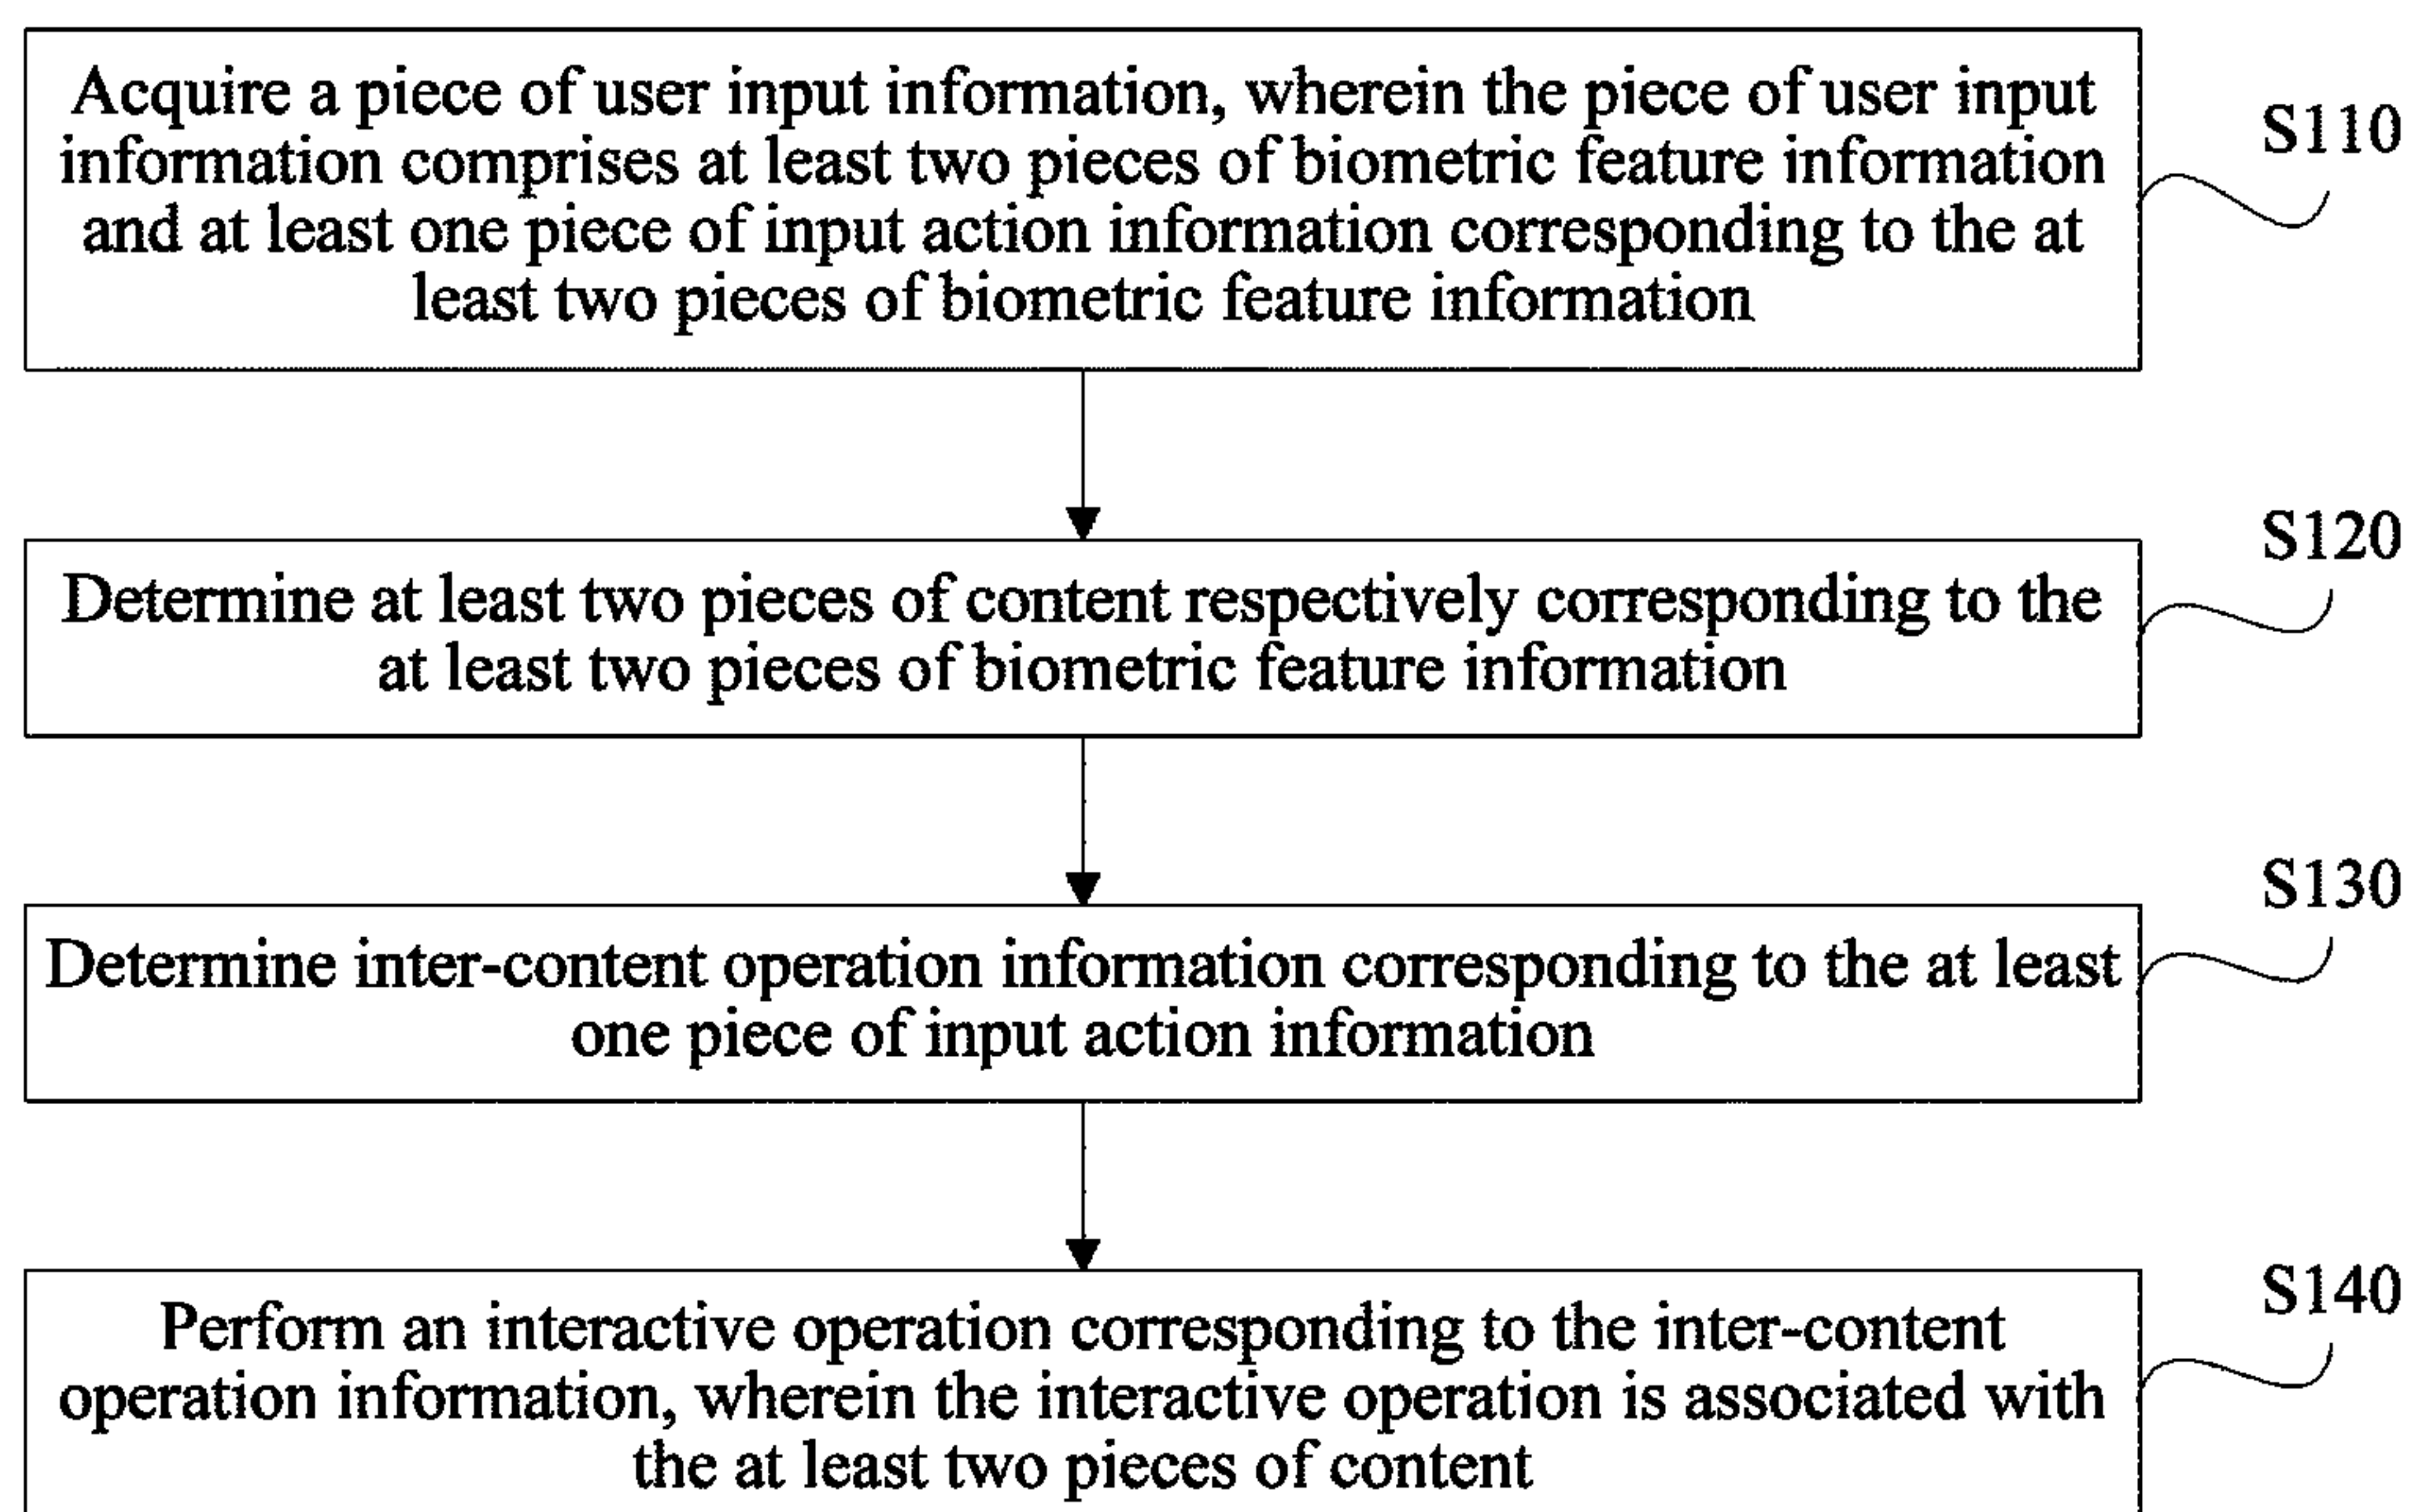 Acquire a piece of user input information, wherein the piece of user input
information comprises at least two pieces of biometric feature information
and at least one piece of input action information corresponding to the at
least two pieces of biometric feature information
S110
Determine at least two pieces of content respectively corresponding to the
at least two pieces of biometric feature information
S120
Determine inter-content operation information corresponding to the at least
one piece of input action information
S130
Perform an interactive operation corresponding to the inter-content
operation information, wherein the interactive operation is associated with
the at least two pieces of content
S140